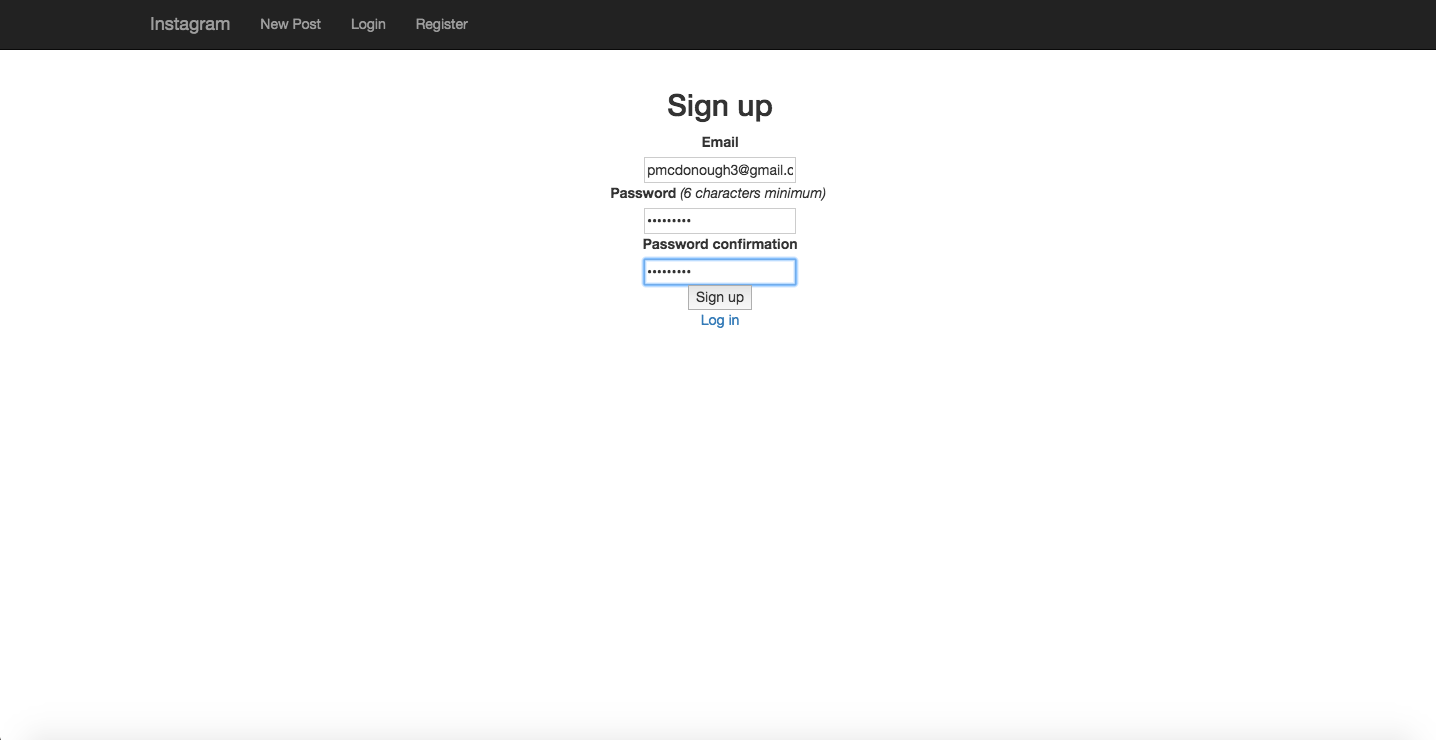 Instagram New Post Login Register
Sign up
Email
pmcdonough3@gmail.c
Password (6 characters minimum)
•••••••••
Password confirmation
•••••••••
Sign up
Log in